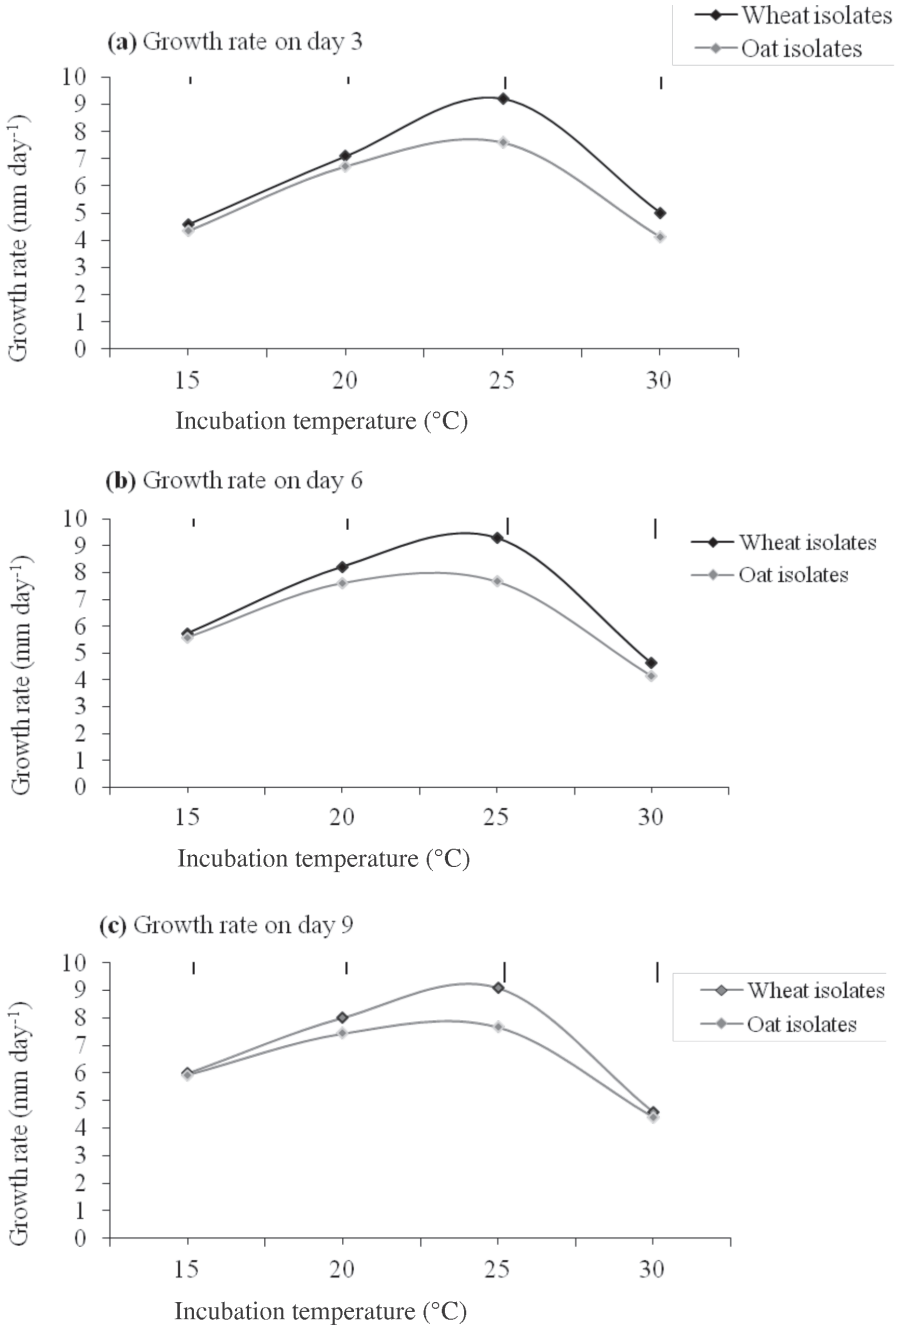 (a) Growth rate on day 3
Wheat isolates
Oat isolates
Growth rate (mm day-1)
10
9
8
7
6
5
4
3
2
1
0
15 20 25 30
Incubation temperature (°C)
(b) Growth rate on day 6
Wheat isolates
Oat isolates
Growth rate (mm day-1)
10
9
8
7
6
5
4
3
2
1
0
15 20 25 30
Incubation temperature (°C)
(c) Growth rate on day 9
Wheat isolates
Oat isolates
Growth rate (mm day-1)
10
9
8
7
6
5
4
3
2
1
0
15 20 25 30
Incubation temperature (°C)